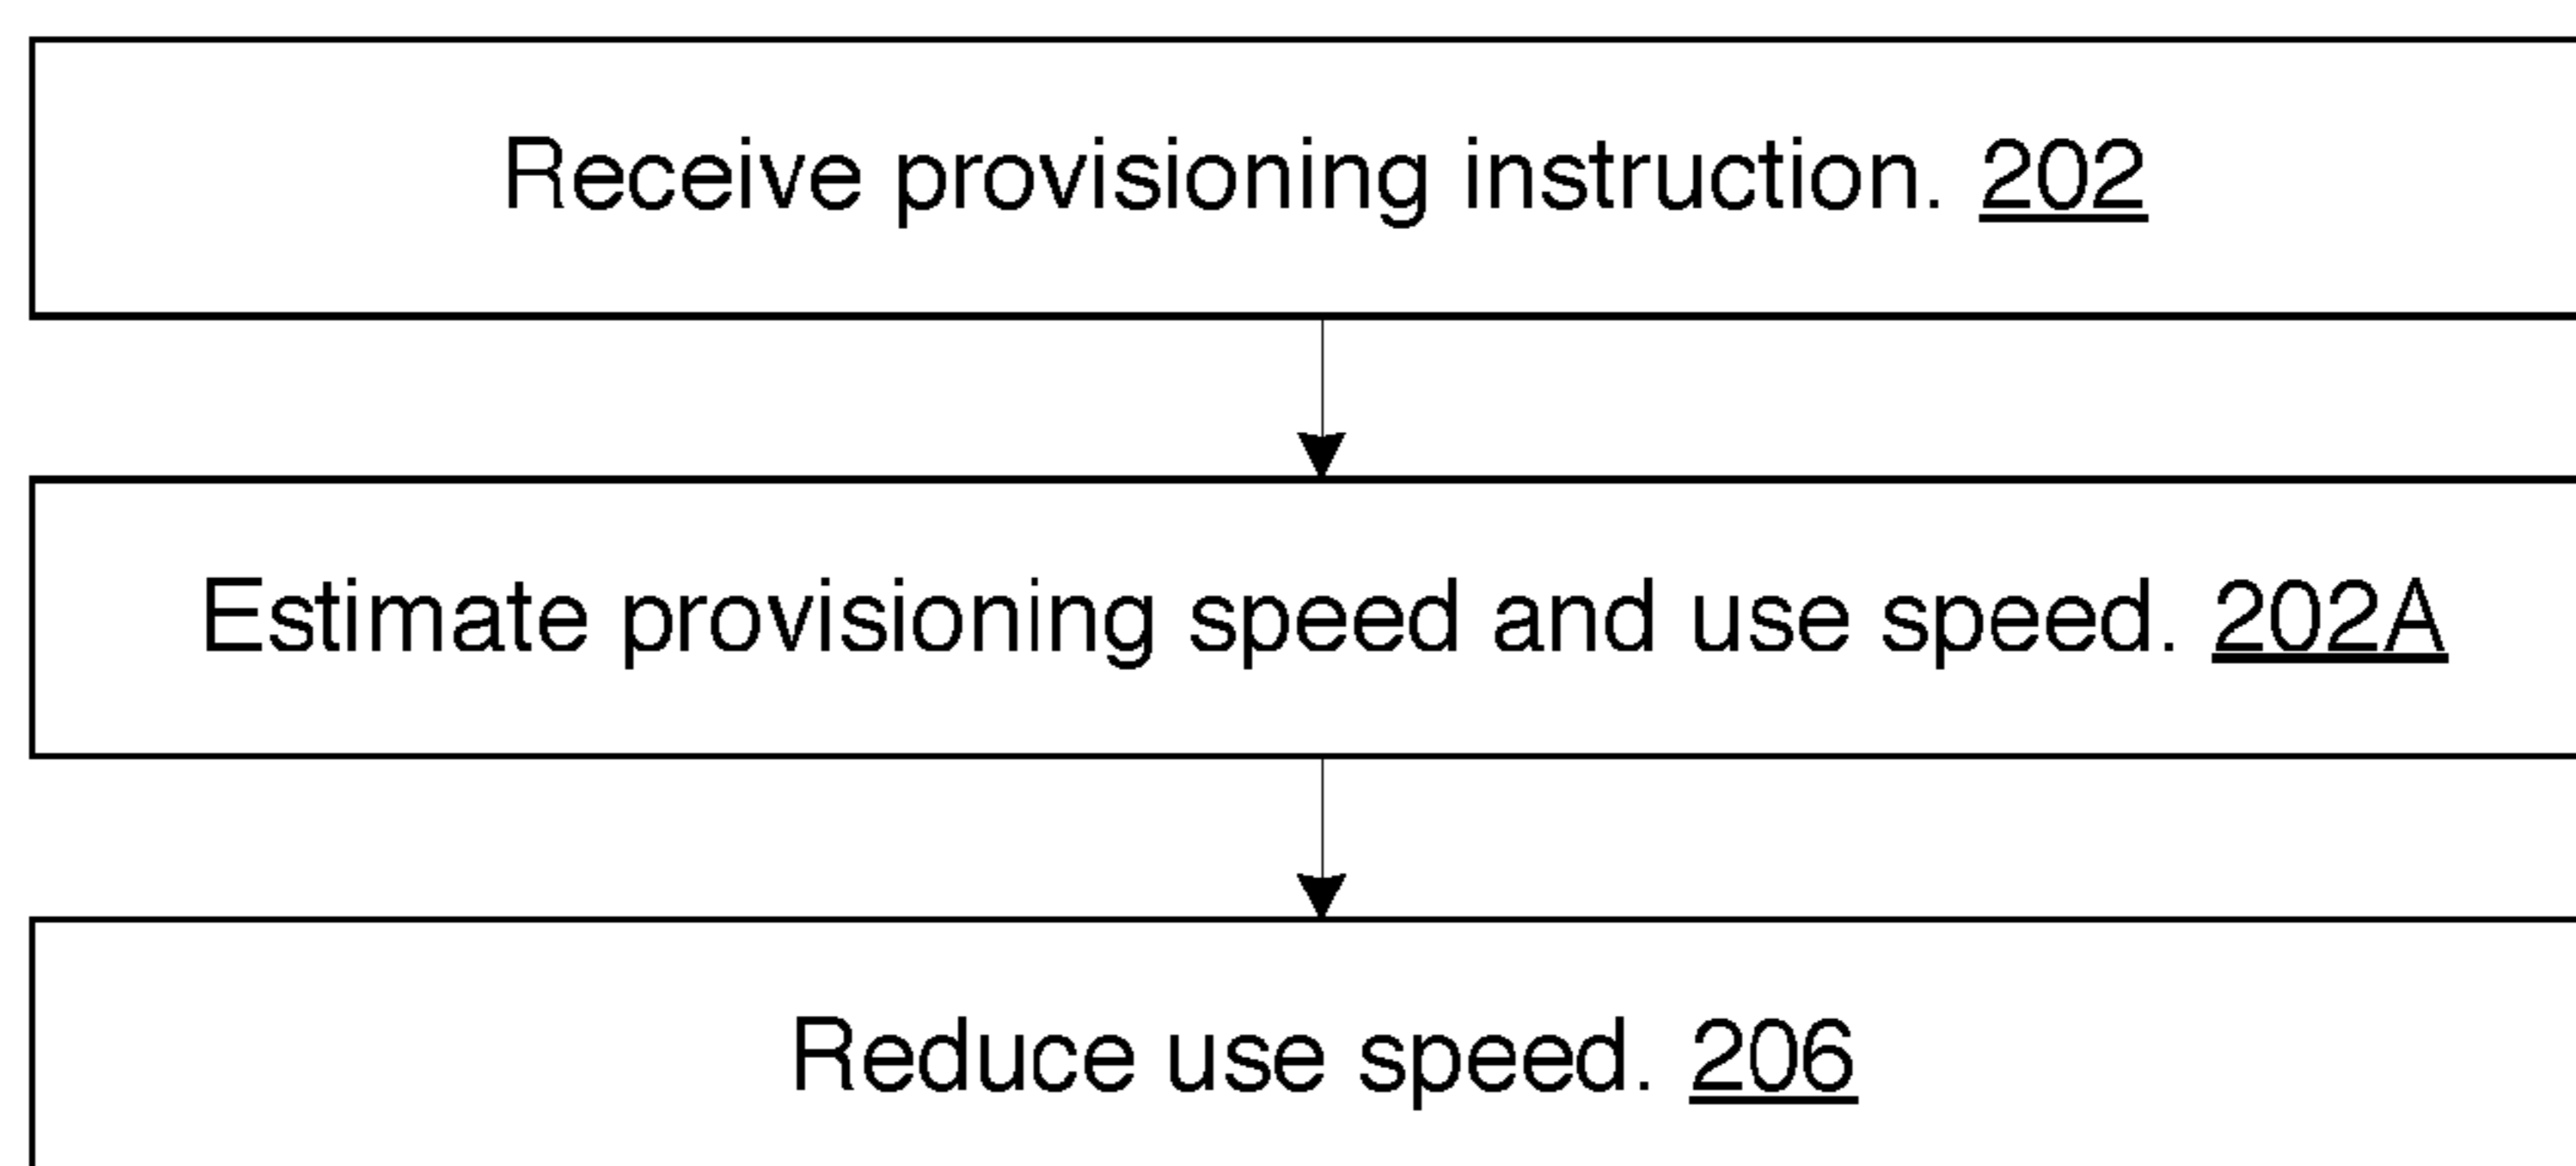 Receive provisioning instruction. 202
Estimate provisioning speed and use speed. 202A
Reduce use speed. 206